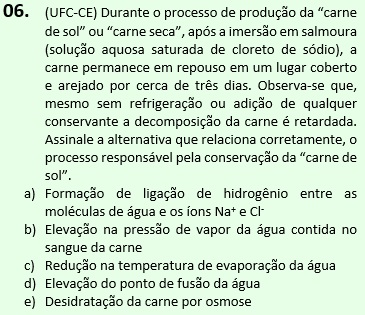 06. (UFC-CE) Durante o processo de produção da “carne
de sol” ou “carne seca”, após a imersão em salmoura
(solução aquosa saturada de cloreto de sódio), a
carne permanece em repouso em um lugar coberto
e arejado por cerca de três dias. Observa-se que,
mesmo sem refrigeração ou adição de qualquer
conservante a decomposição da carne é retardada.
Assinale a alternativa que relaciona corretamente, o
processo responsável pela conservação da “carne de
sol”.
a) Formação de ligação de hidrogênio entre as
moléculas de água e os íons Na⁺ e Cl⁻
b) Elevação na pressão de vapor da água contida no
sangue da carne
c) Redução na temperatura de evaporação da água
d) Elevação do ponto de fusão da água
e) Desidratação da carne por osmose